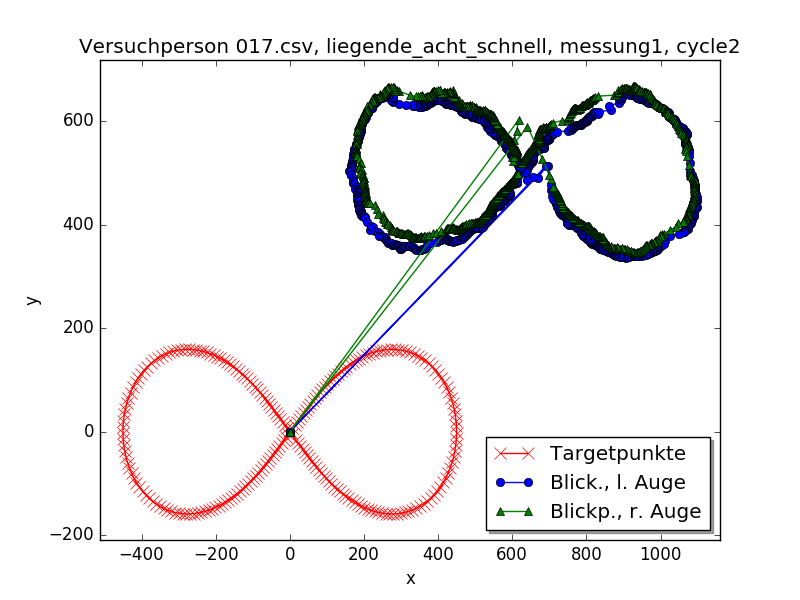 Versuchperson 017.csv, liegende_acht_schnell, messung1, cycle2
600
400
200
0
−200
y
−400
−200
0
200
400
600
800
1000
x
Targetpunkte
Blick., l. Auge
Blickp., r. Auge